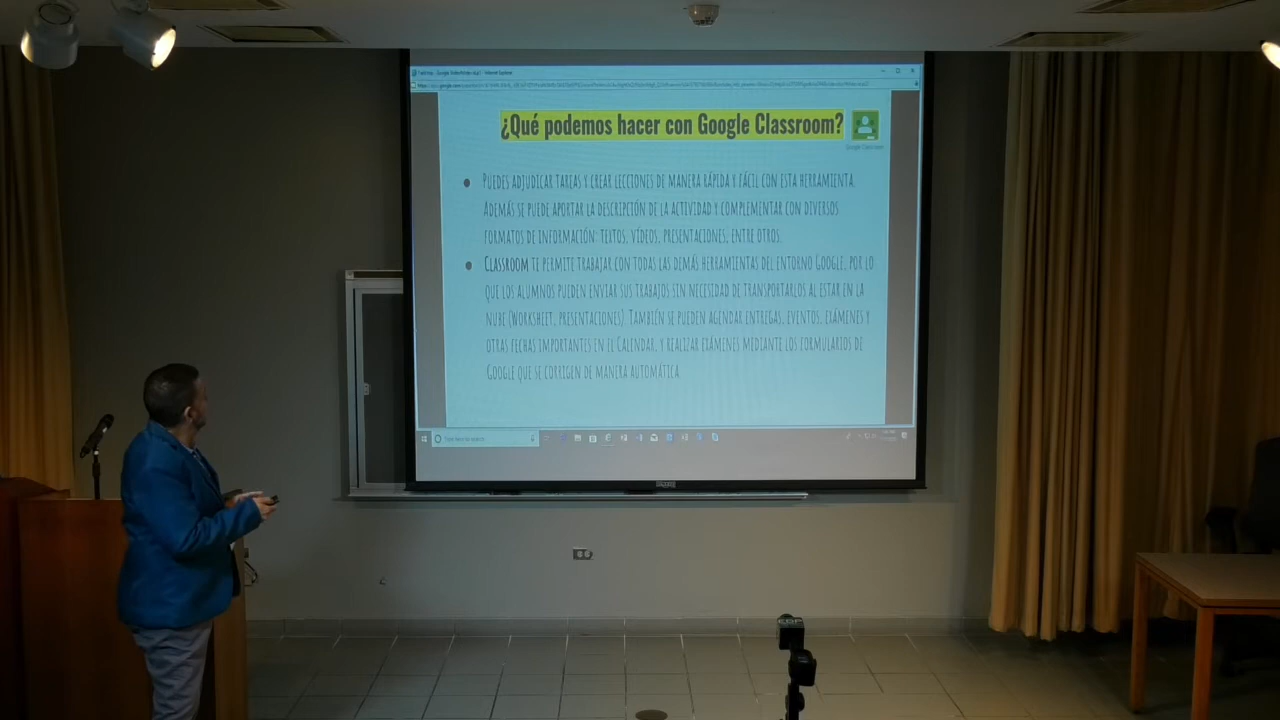 ¿Qué podemos hacer con Google Classroom?
Google Classroom
PUEDES ADJUDICAR TAREAS Y CREAR LECCIONES DE MANERA RÁPIDA Y FÁCIL CON ESTA HERRAMIENTA.
ADEMÁS SE PUEDE APORTAR LA DESCRIPCIÓN DE LA ACTIVIDAD Y COMPLEMENTAR CON DIVERSOS
FORMATOS DE INFORMACIÓN: TEXTOS, VÍDEOS, PRESENTACIONES, ENTRE OTROS.
CLASSROOM TE PERMITE TRABAJAR CON TODAS LAS DEMÁS HERRAMIENTAS DEL ENTORNO GOOGLE, POR LO
QUE LOS ALUMNOS PUEDEN ENVIAR SUS TRABAJOS SIN NECESIDAD DE TRANSPORTARLOS AL ESTAR EN LA
NUBE (WORKSHEET, PRESENTACIONES). TAMBIÉN SE PUEDEN AGENDAR ENTREGAS, EVENTOS, EXÁMENES Y
OTRAS FECHAS IMPORTANTES EN EL CALENDAR, Y REALIZAR EXÁMENES MEDIANTE LOS FORMULARIOS DE
GOOGLE QUE SE CORRIGEN DE MANERA AUTOMÁTICA.